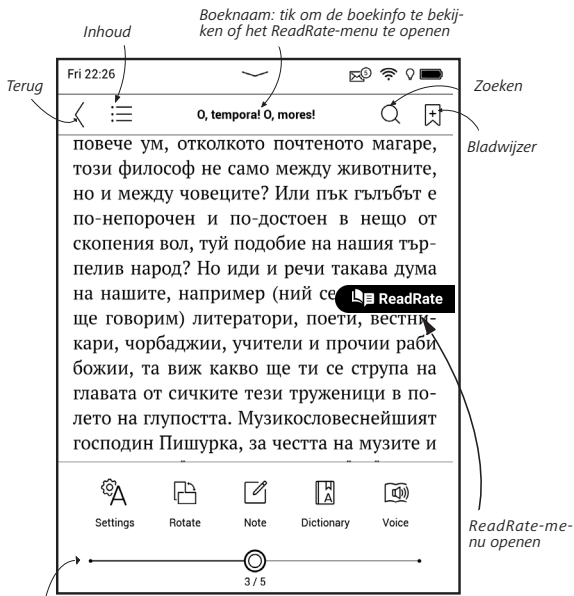 Boeknaam: tik om de boekinfo te bekij-
ken of het ReadRate-menu te openen
Inhoud
Terug
Zoeken
Bladwijzer
Fri 22:26
5
O, tempora! O, mores!
повече ум, отколкото почтеното магаре,
този философ не само между животните,
но и между човеците? Или пък гълъбът е
по-непорочен и по-достоен в нещо от
скопения вол, туй подобие на нашия тър-
пелив народ? Но иди и речи такава дума
на нашите, например (ний се
ReadRate
ще говорим) литератори, поети, вестни-
кари, чорбаджии, учители и прочии раби
божии, та виж какво ще ти се струпа на
главата от сичките тези труженици в по-
лето на глупостта. Музикословеснейшият
господин Пишурка, за честта на музите и
Settings Rotate Note Dictionary Voice
ReadRate-me-
nu openen
3 / 5